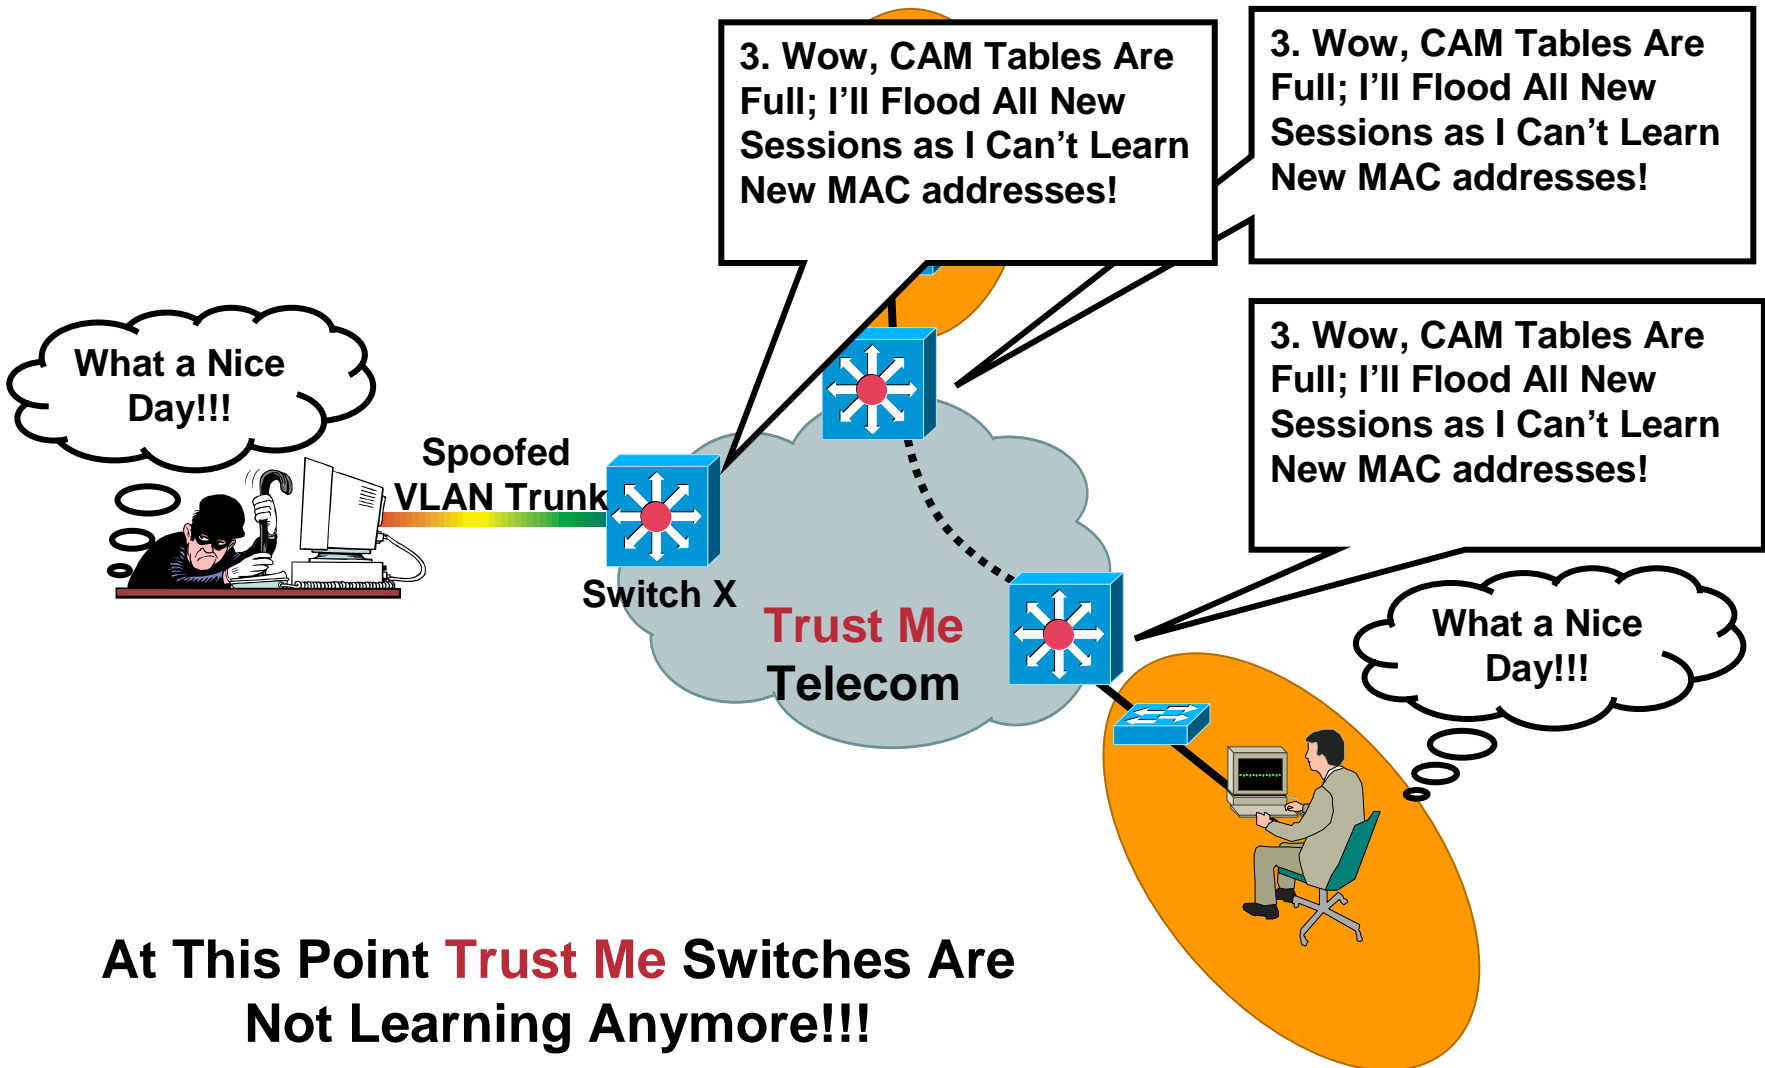 3. Wow, CAM Tables Are
Full; I'll Flood All New
Sessions as I Can't Learn
New MAC addresses!
3. Wow, CAM Tables Are
Full; I'll Flood All New
Sessions as I Can't Learn
New MAC addresses!
3. Wow, CAM Tables Are
Full; I'll Flood All New
Sessions as I Can't Learn
New MAC addresses!
What a Nice
Day!!!
Spoofed
VLAN Trunk
Switch X
Trust Me
Telecom
What a Nice
Day!!!
At This Point Trust Me Switches Are
Not Learning Anymore!!!